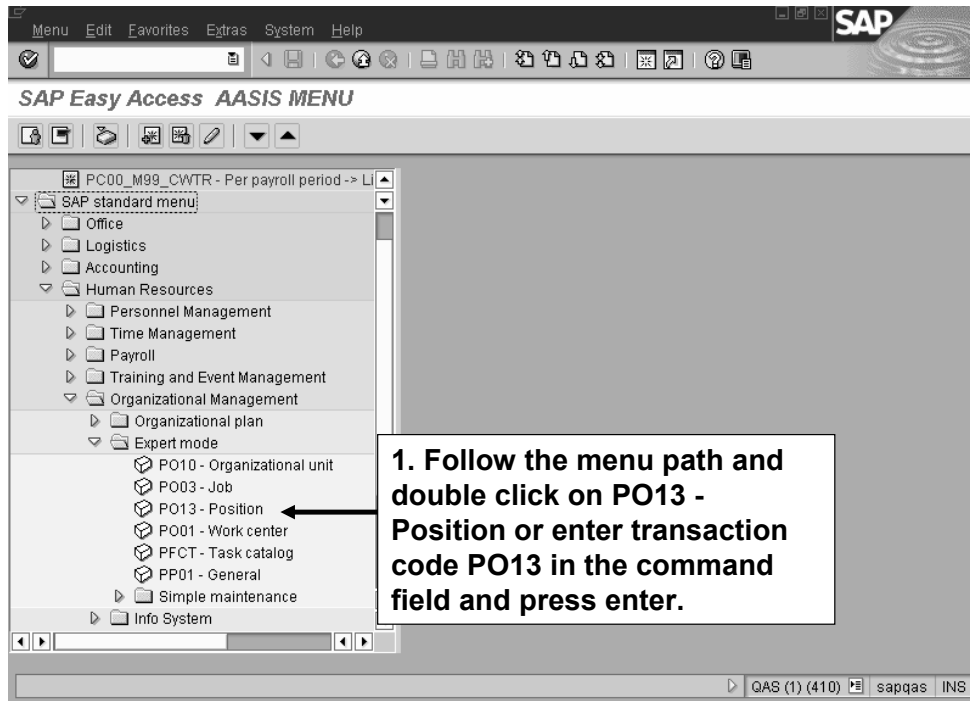 Menu Edit Favorites Extras System Help
SAP
SAP Easy Access AASIS MENU
PC00_M99_CWTR - Per payroll period -> Li
SAP standard menu
Office
Logistics
Accounting
Human Resources
Personnel Management
Time Management
Payroll
Training and Event Management
Organizational Management
Organizational plan
Expert mode
PO10 - Organizational unit
PO03 - Job
PO13 - Position
PO01 - Work center
PFCT - Task catalog
PP01 - General
Simple maintenance
Info System
1. Follow the menu path and
double click on PO13 -
Position or enter transaction
code PO13 in the command
field and press enter.
QAS (1) (410) sapqas INS